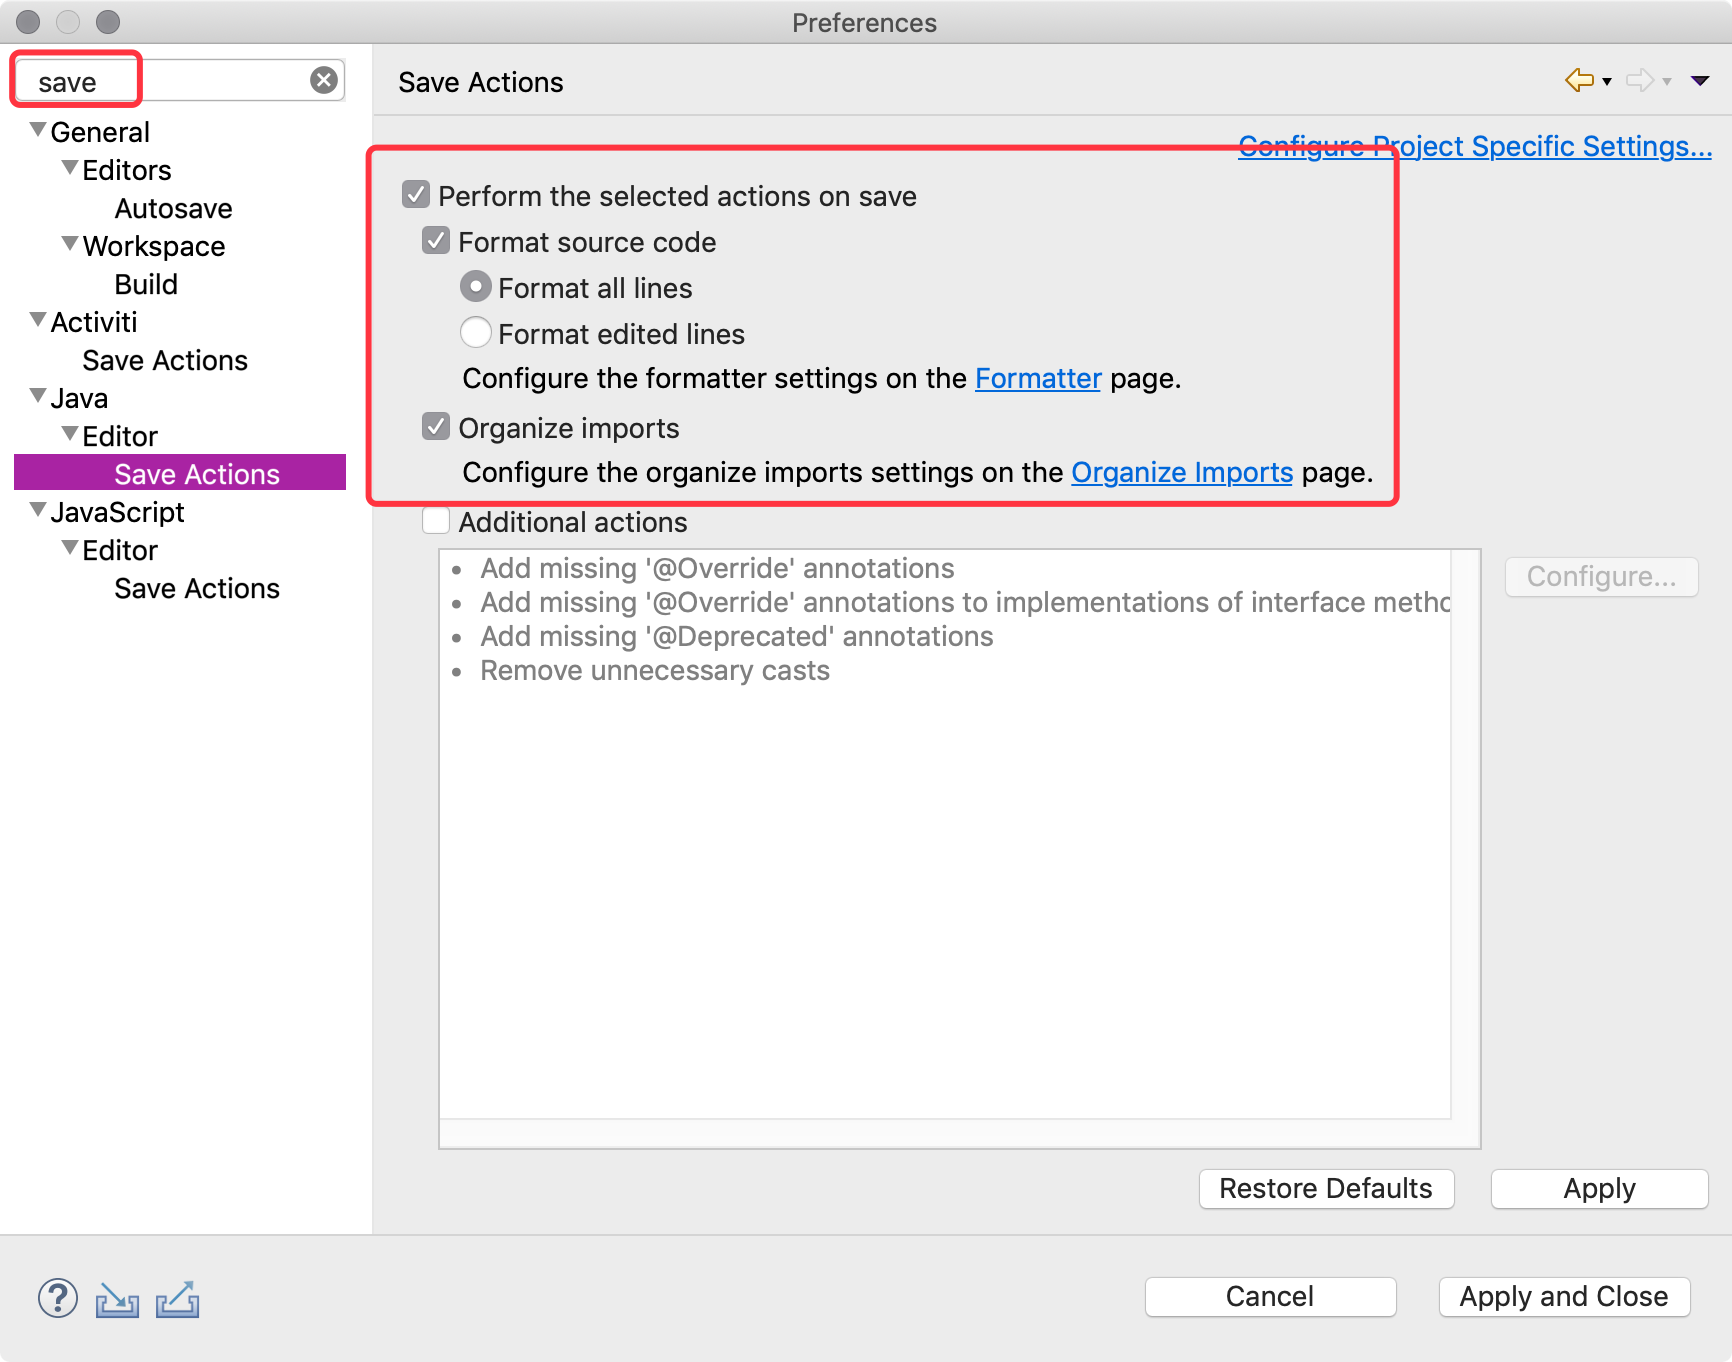 Preferences
save
General
Editors
Autosave
Workspace
Build
Activiti
Save Actions
Java
Editor
Save Actions
JavaScript
Editor
Save Actions
Save Actions
Configure Project Specific Settings...
Perform the selected actions on save
Format source code
Format all lines
Format edited lines
Configure the formatter settings on the Formatter page.
Organize imports
Configure the organize imports settings on the Organize Imports page.
Additional actions
• Add missing '@Override' annotations
• Add missing '@Override' annotations to implementations of interface metho
• Add missing '@Deprecated' annotations
• Remove unnecessary casts
Configure...
Restore Defaults
Apply
?
Cancel
Apply and Close